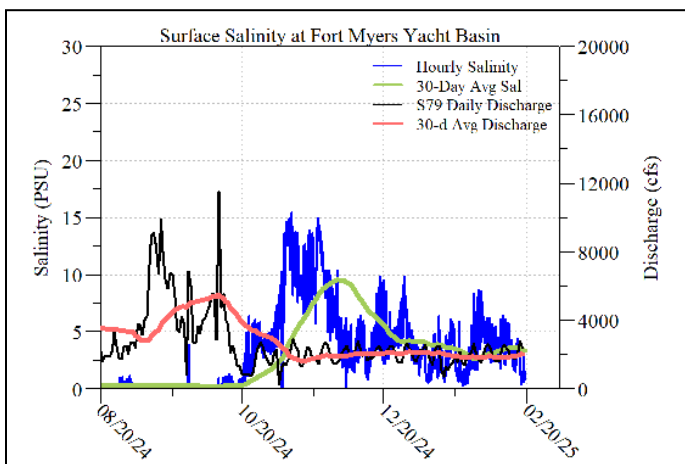 Surface Salinity at Fort Myers Yacht Basin
30
25
20
15
10
5
0
Salinity (PSU)
Hourly Salinity
30-Day Avg Sal
S79 Daily Discharge
30-d Avg Discharge
20000
16000
12000
8000
4000
0
Discharge (cfs)
08/20/24
10/20/24
12/20/24
02/20/25